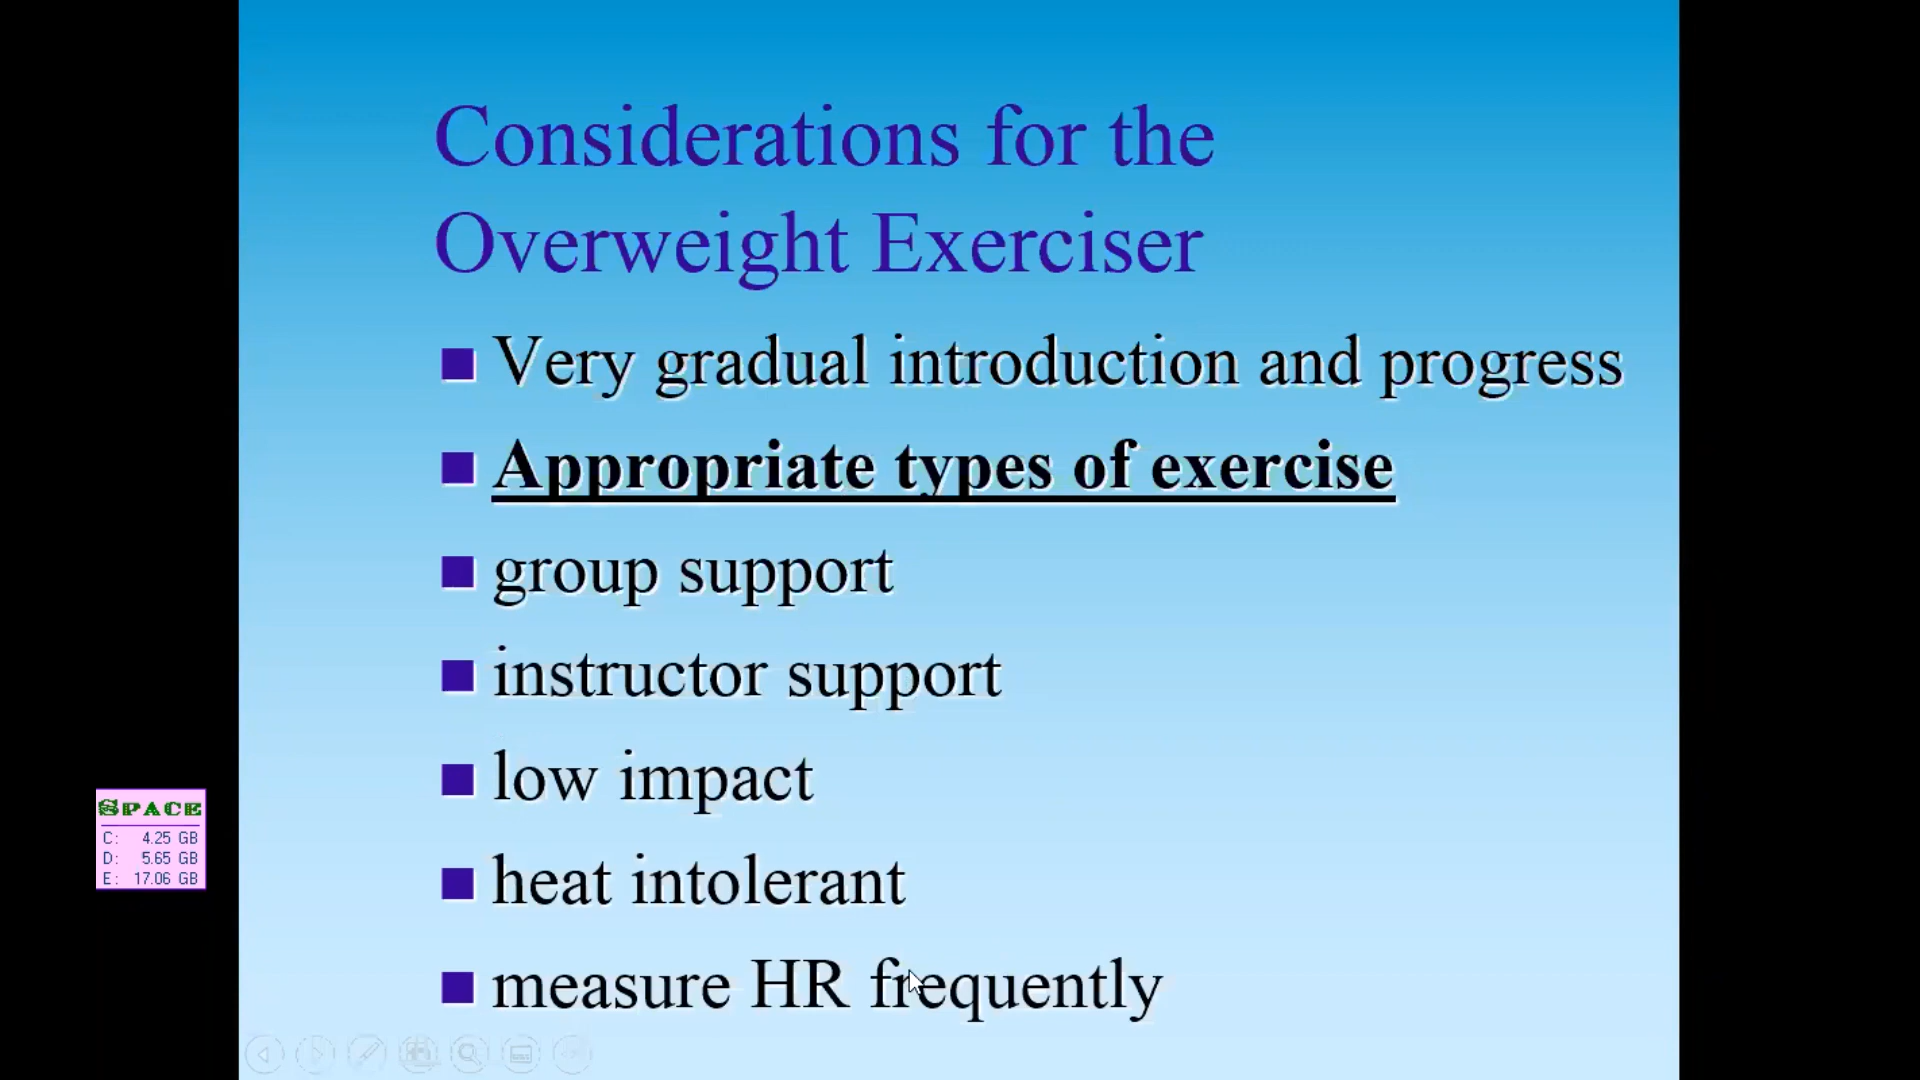 Considerations for the
Overweight Exerciser
Very gradual introduction and progress
Appropriate types of exercise
group support
instructor support
low impact
heat intolerant
measure HR frequently
SPACE
C: 4.25 GB
D: 5.65 GB
E: 17.06 GB